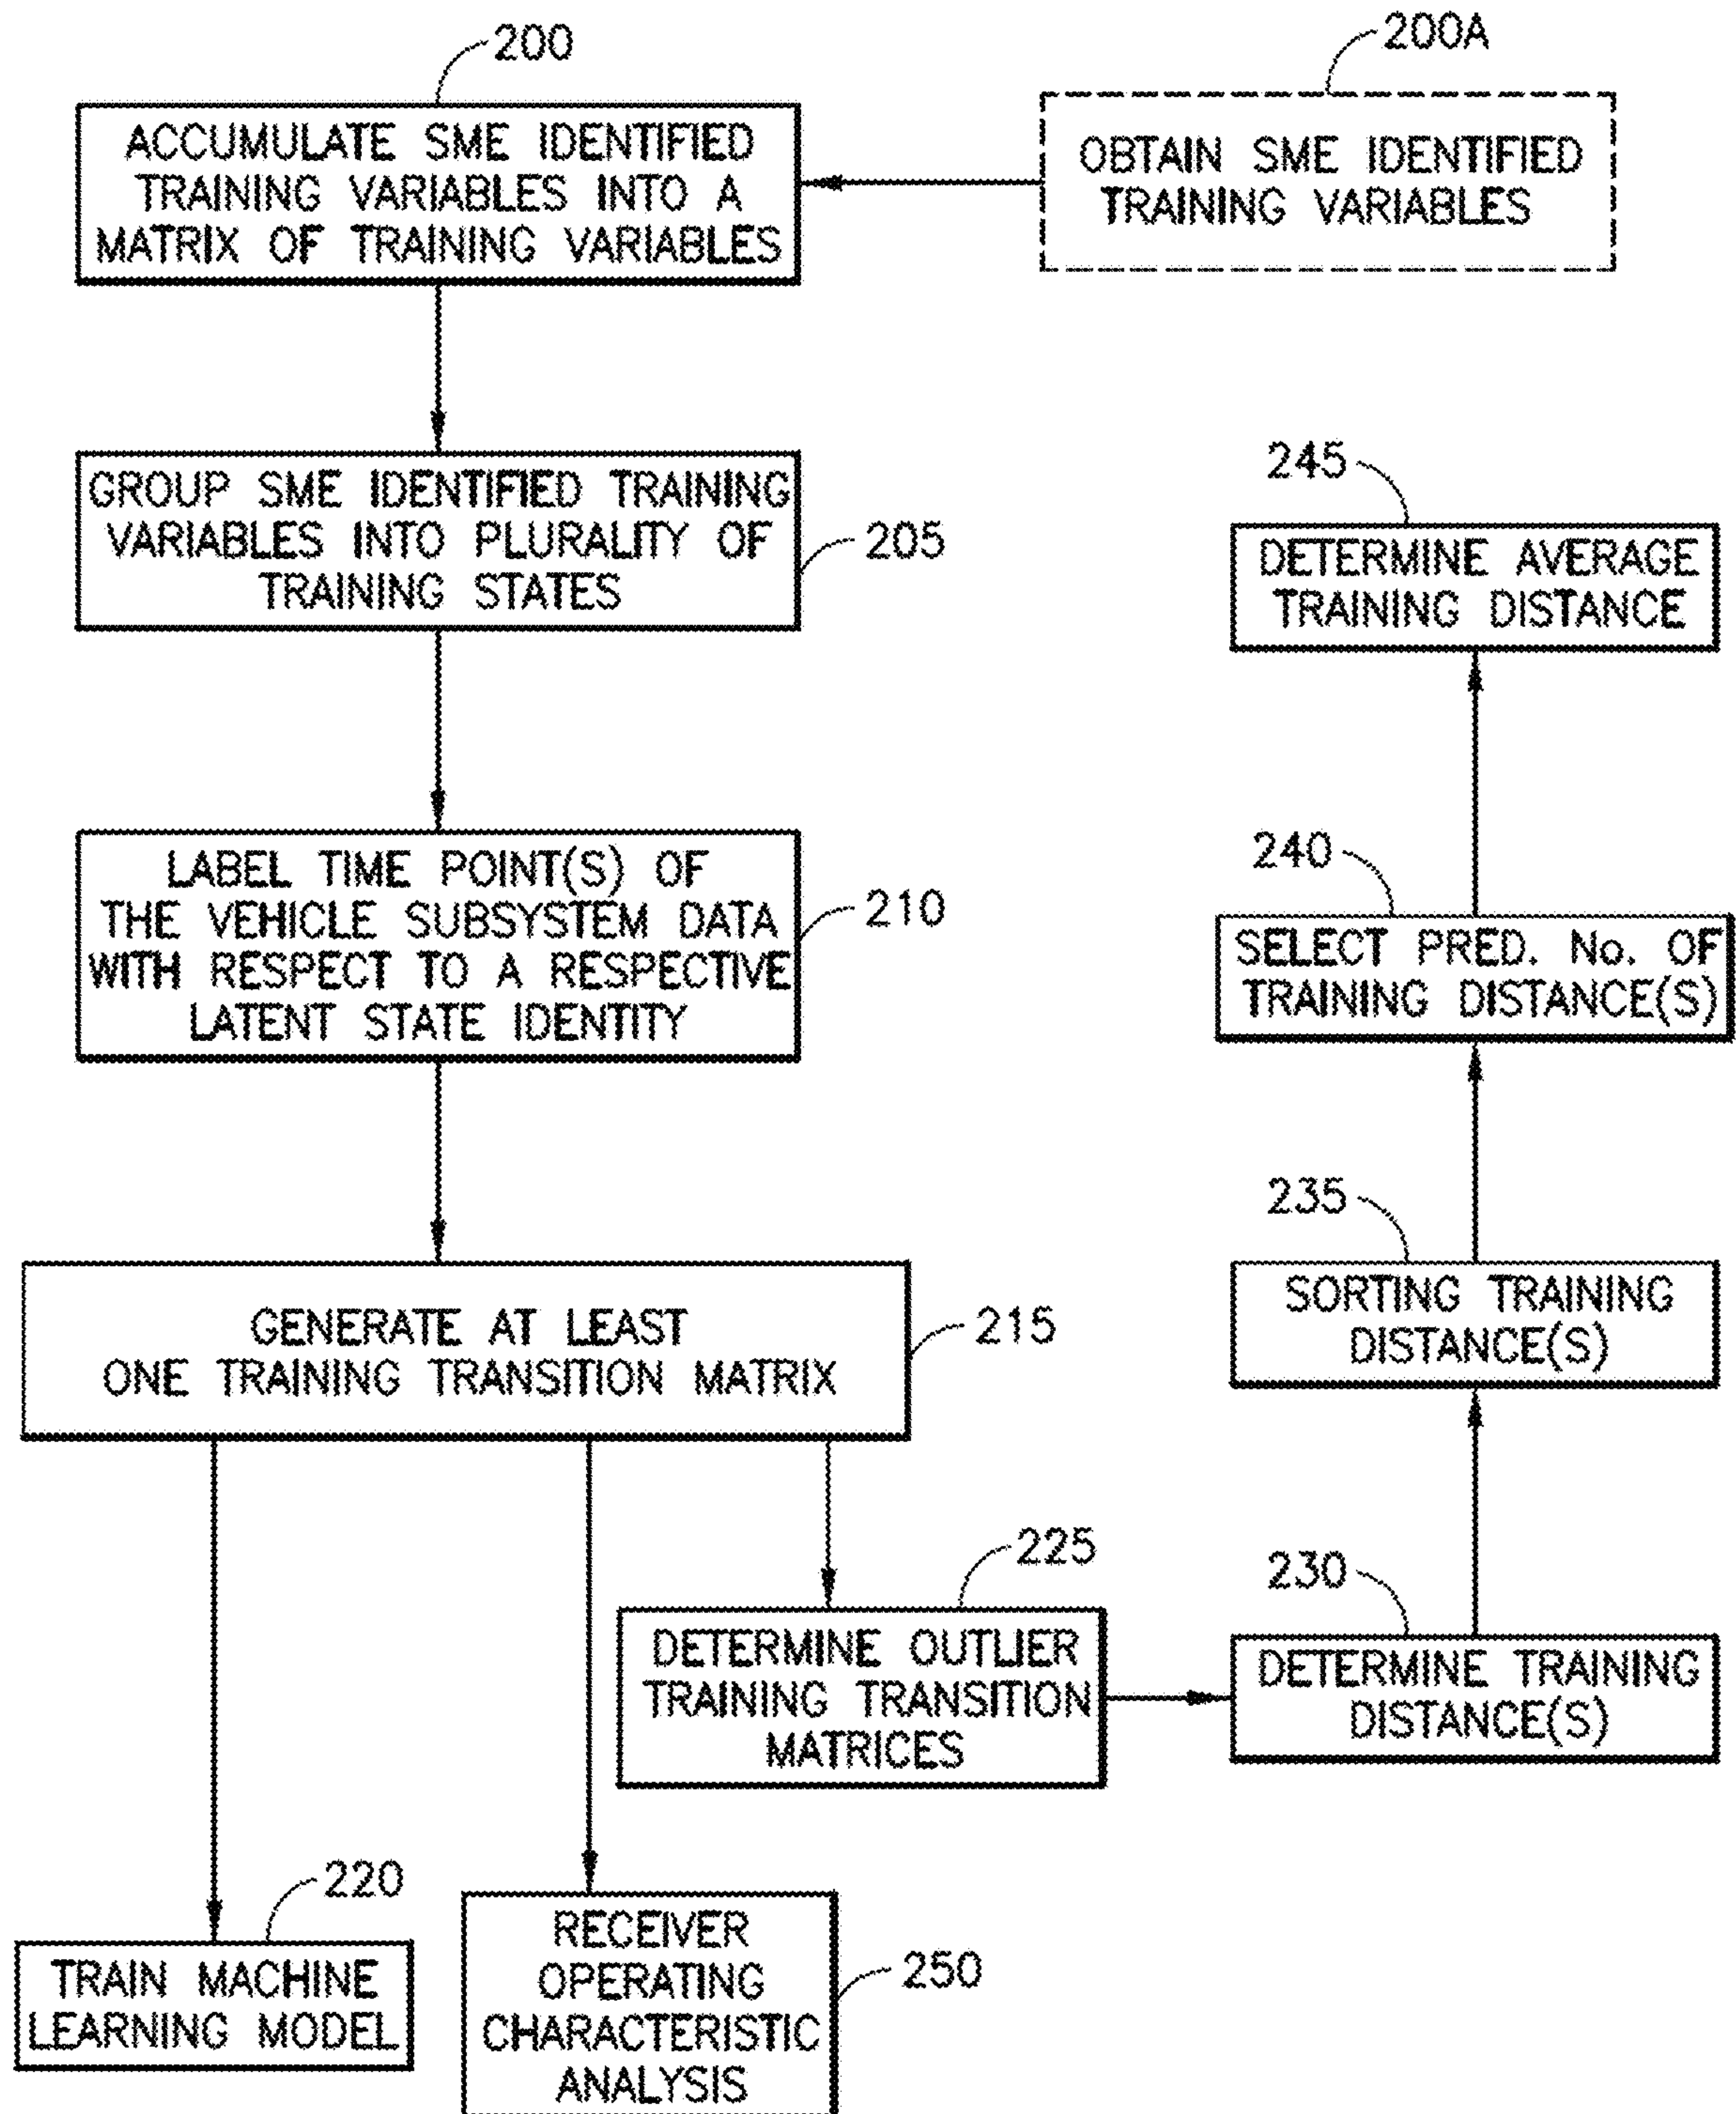 200
ACCUMULATE SME IDENTIFIED
TRAINING VARIABLES INTO A
MATRIX OF TRAINING VARIABLES
200A
OBTAIN SME IDENTIFIED
TRAINING VARIABLES
GROUP SME IDENTIFIED TRAINING
VARIABLES INTO PLURALITY OF
TRAINING STATES
205
LABEL TIME POINT(S) OF
THE VEHICLE SUBSYSTEM DATA
WITH RESPECT TO A RESPECTIVE
LATENT STATE IDENTITY
210
GENERATE AT LEAST
ONE TRAINING TRANSITION MATRIX
215
220
TRAIN MACHINE
LEARNING MODEL
RECEIVER
OPERATING
CHARACTERISTIC
ANALYSIS
250
225
DETERMINE OUTLIER
TRAINING TRANSITION
MATRICES
230
DETERMINE TRAINING
DISTANCE(S)
235
SORTING TRAINING
DISTANCE(S)
240
SELECT PRED. No. OF
TRAINING DISTANCE(S)
245
DETERMINE AVERAGE
TRAINING DISTANCE